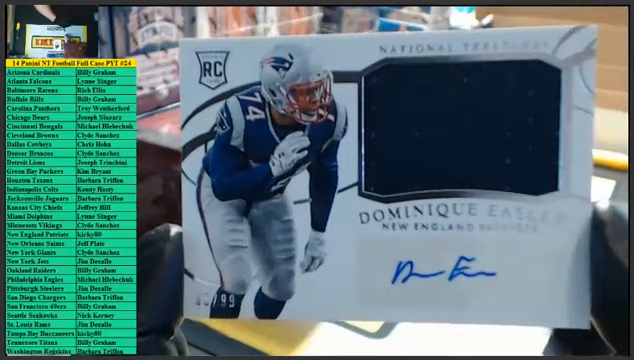 14 Panini NT Football Full Case PYT #24
Arizona Cardinals Billy Graham
Atlanta Falcons Lynne Singer
Baltimore Ravens Rich Ellis
Buffalo Bills Billy Graham
Carolina Panthers Troy Weatherford
Chicago Bears Joseph
Cincinnati Bengals Michael Hlebechuk
Cleveland Browns Clyde Sanchez
Dallas Cowboys Chris Hohn
Denver Broncos Clyde Sanchez
Detroit Lions Joseph Trinchini
Green Bay Packers Kim Bryant
Houston Texans Barbara Triffon
Indianapolis Colts Kenny Hasty
Jacksonville Jaguars Barbara Triffon
Kansas City Chiefs Jeffrey Hill
Miami Dolphins Lynne Singer
Minnesota Vikings Clyde Sanchez
New England Patriots kicky80
New Orleans Saints Jeff Plate
New York Giants Clyde Sanchez
New York Jets Jim Dezalle
Oakland Raiders Billy Graham
Philadelphia Eagles Michael Hlebechuk
Pittsburgh Steelers Jim Dezalle
San Diego Chargers Barbara Triffon
San Francisco 49ers Billy Graham
Seattle Seahawks Nick Kerney
St. Louis Rams Jim Dezalle
Tampa Bay Buccaneers kicky80
Tennessee Titans Billy Graham
Washington Redskins Barbara Triffon
RC
NATIONAL TREASURES
74
DOMINIQUE EASLEY
NEW ENGLAND PATRIOTS
/99